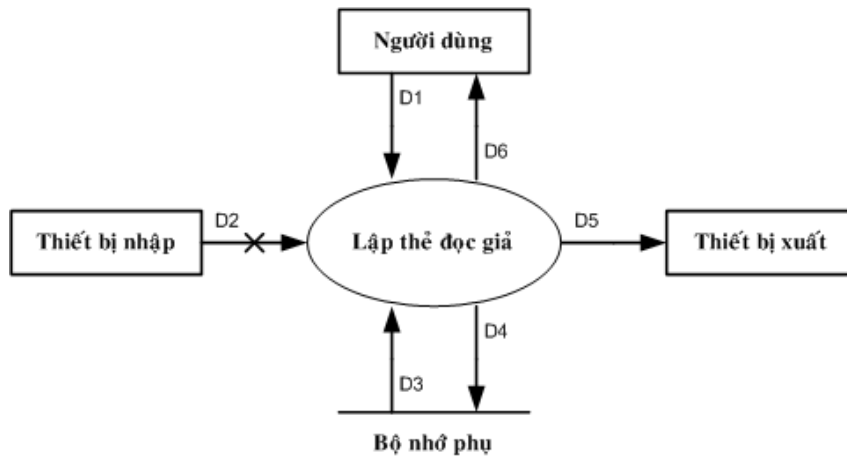 Người dùng
D1
D6
Thiết bị nhập
D2
Lập thẻ đọc giả
D5
Thiết bị xuất
D3
D4
Bộ nhớ phụ